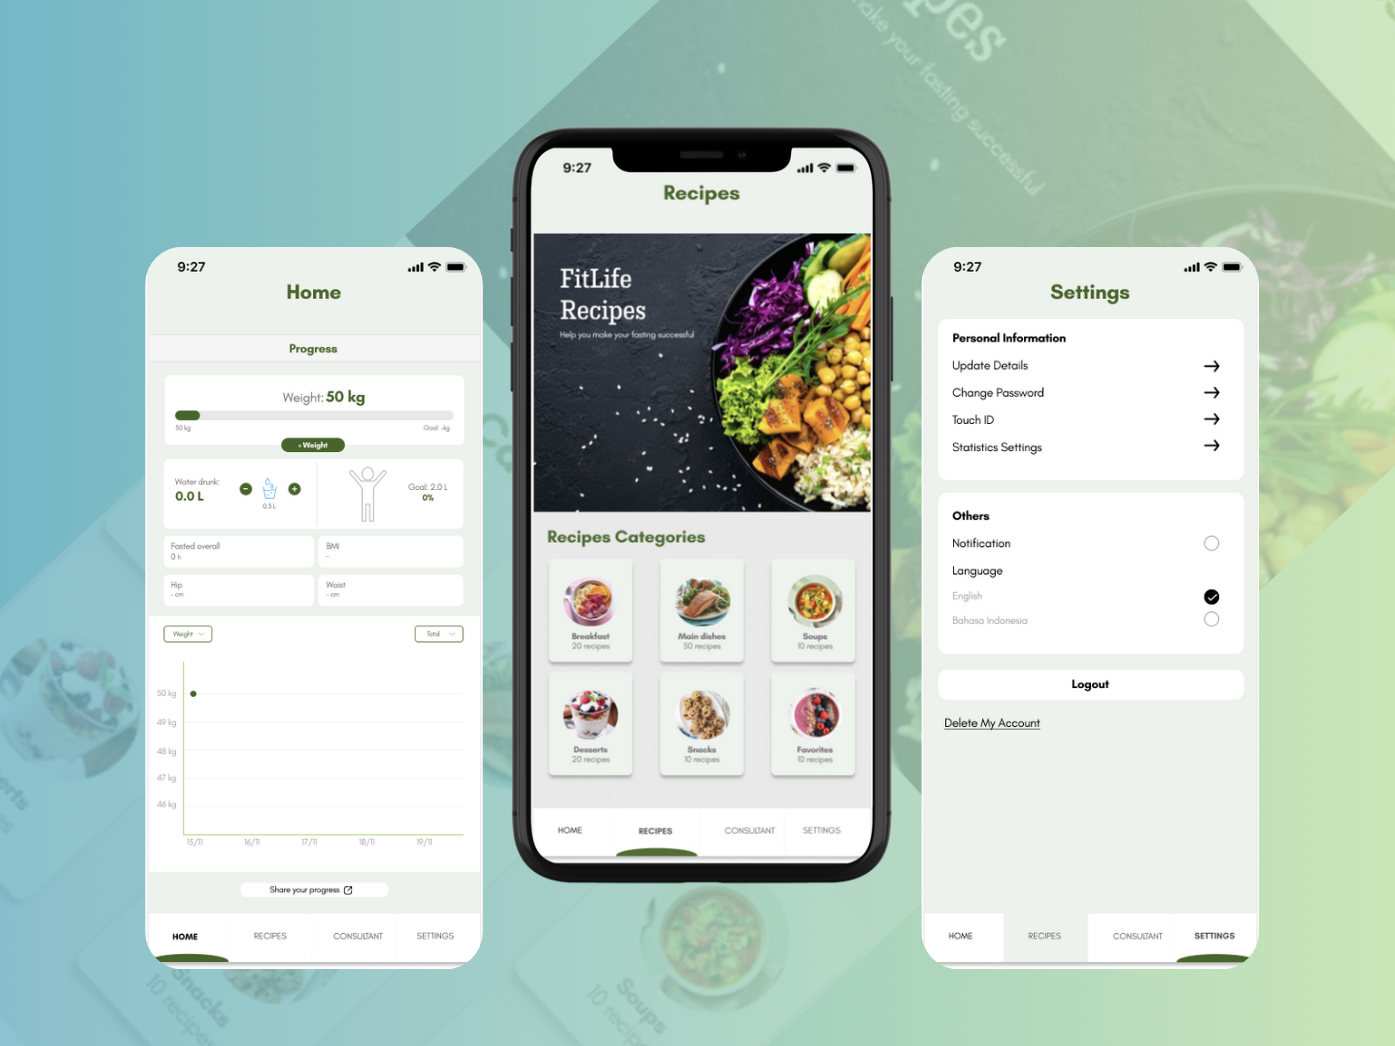 pes
nake your fasting successful
9:27
Home
Progress
Weight: 50 kg
50 kg
Goal: -kg
+ Weight
Water drunk:
0.0 L
0.5 L
Goal: 2.0 L
0%
Fasted overall
0 h
BMI
-
Hip
- cm
Waist
- cm
Weight
Total
50 kg
49 kg
48 kg
47 kg
46 kg
15/11 16/11 17/11 18/11 19/11
Share your progress
HOME RECIPES CONSULTANT SETTINGS
9:27
Recipes
FitLife
Recipes
Help you make your fasting successful
Recipes Categories
Breakfast
20 recipes
Main dishes
50 recipes
Soups
10 recipes
Desserts
20 recipes
Snacks
10 recipes
Favorites
10 recipes
HOME RECIPES CONSULTANT SETTINGS
9:27
Settings
Personal Information
Update Details
Change Password
Touch ID
Statistics Settings
Others
Notification
Language
English
Bahasa Indonesia
Logout
Delete My Account
HOME RECIPES CONSULTANT SETTINGS
erts
es
Snacks
10 recipes
Soups
10 recipes